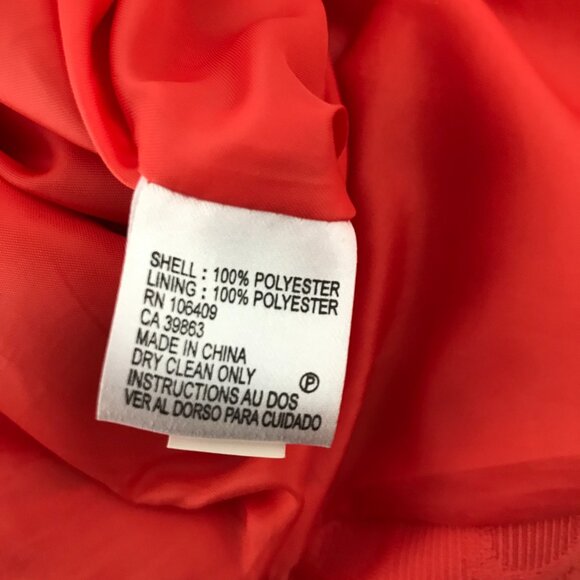 SHELL : 100% POLYESTER
LINING : 100% POLYESTER
RN 106409
CA 39863
MADE IN CHINA
DRY CLEAN ONLY
INSTRUCTIONS AU DOS
VER AL DORSO PARA CUIDADO
P